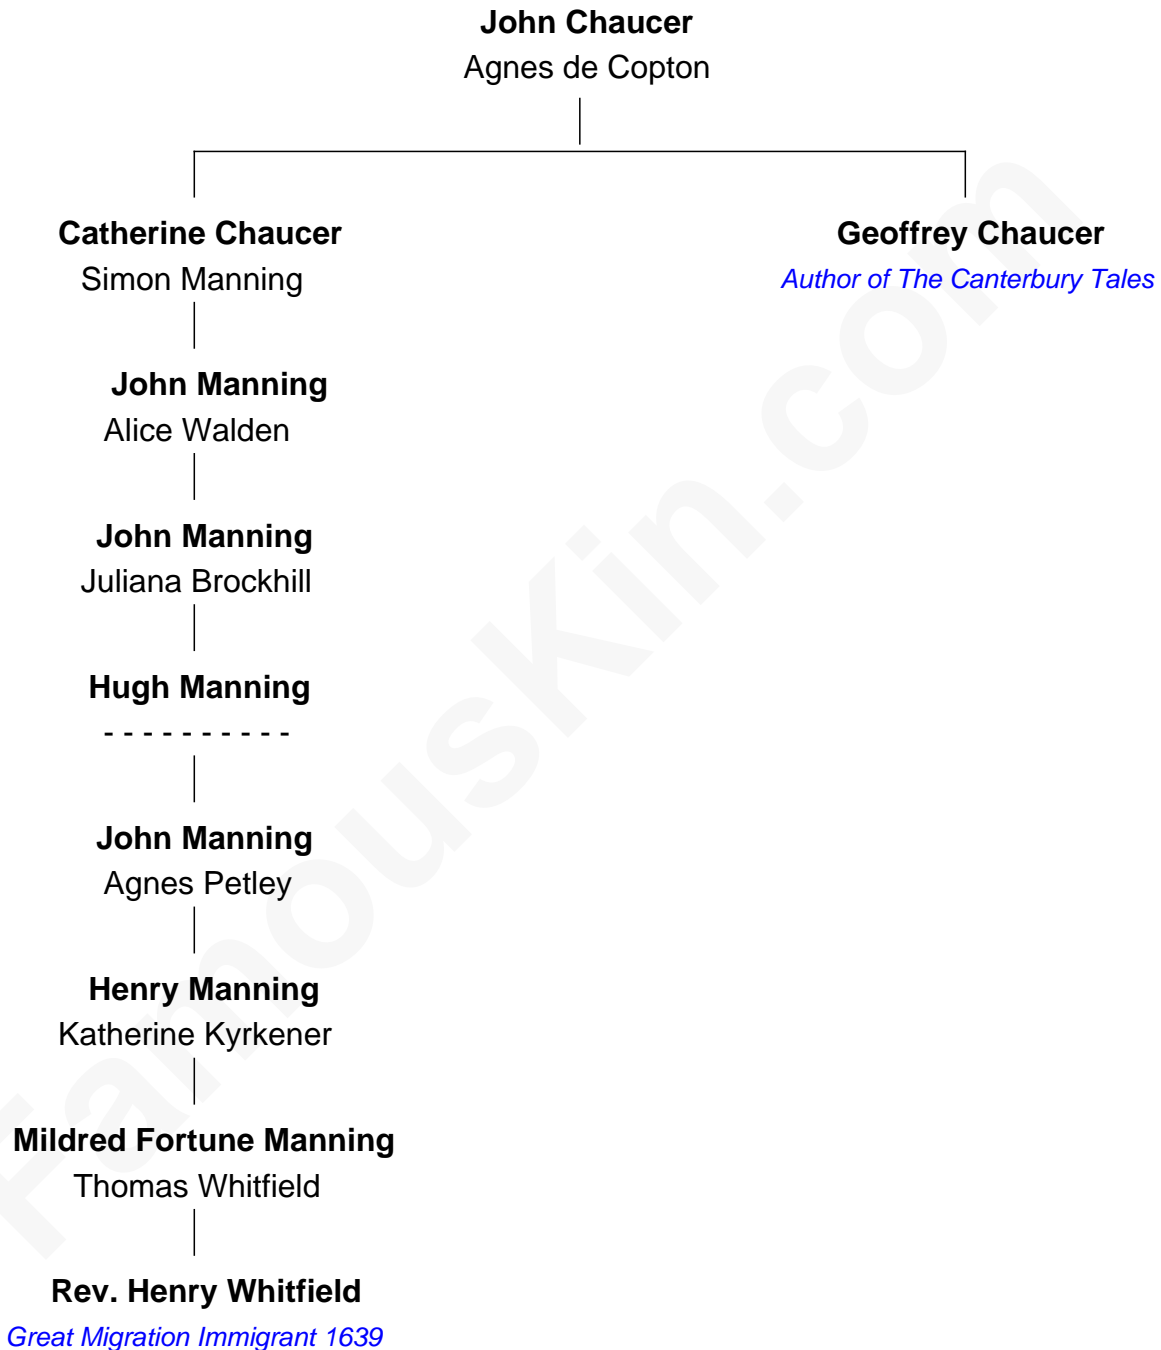 John Chaucer
Agnes de Copton
Catherine Chaucer
Simon Manning
Geoffrey Chaucer
Author of The Canterbury Tales
John Manning
Alice Walden
John Manning
Juliana Brockhill
Hugh Manning
- - - - - - - - - -
John Manning
Agnes Petley
Henry Manning
Katherine Kyrkener
Mildred Fortune Manning
Thomas Whitfield
Rev. Henry Whitfield
Great Migration Immigrant 1639
FamousKin.com